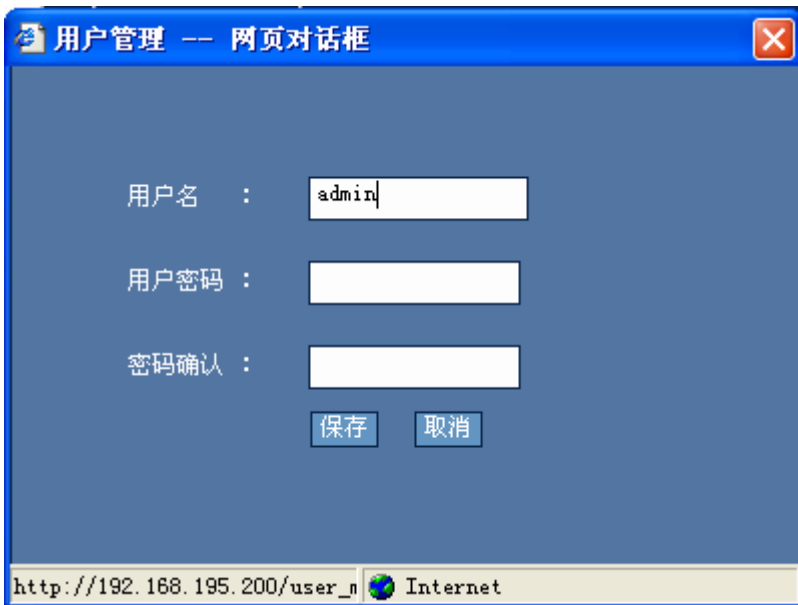 用户管理 -- 网页对话框
用户名 : admin
用户密码 :
密码确认 :
保存 取消
http://192.168.195.200/user_ Internet